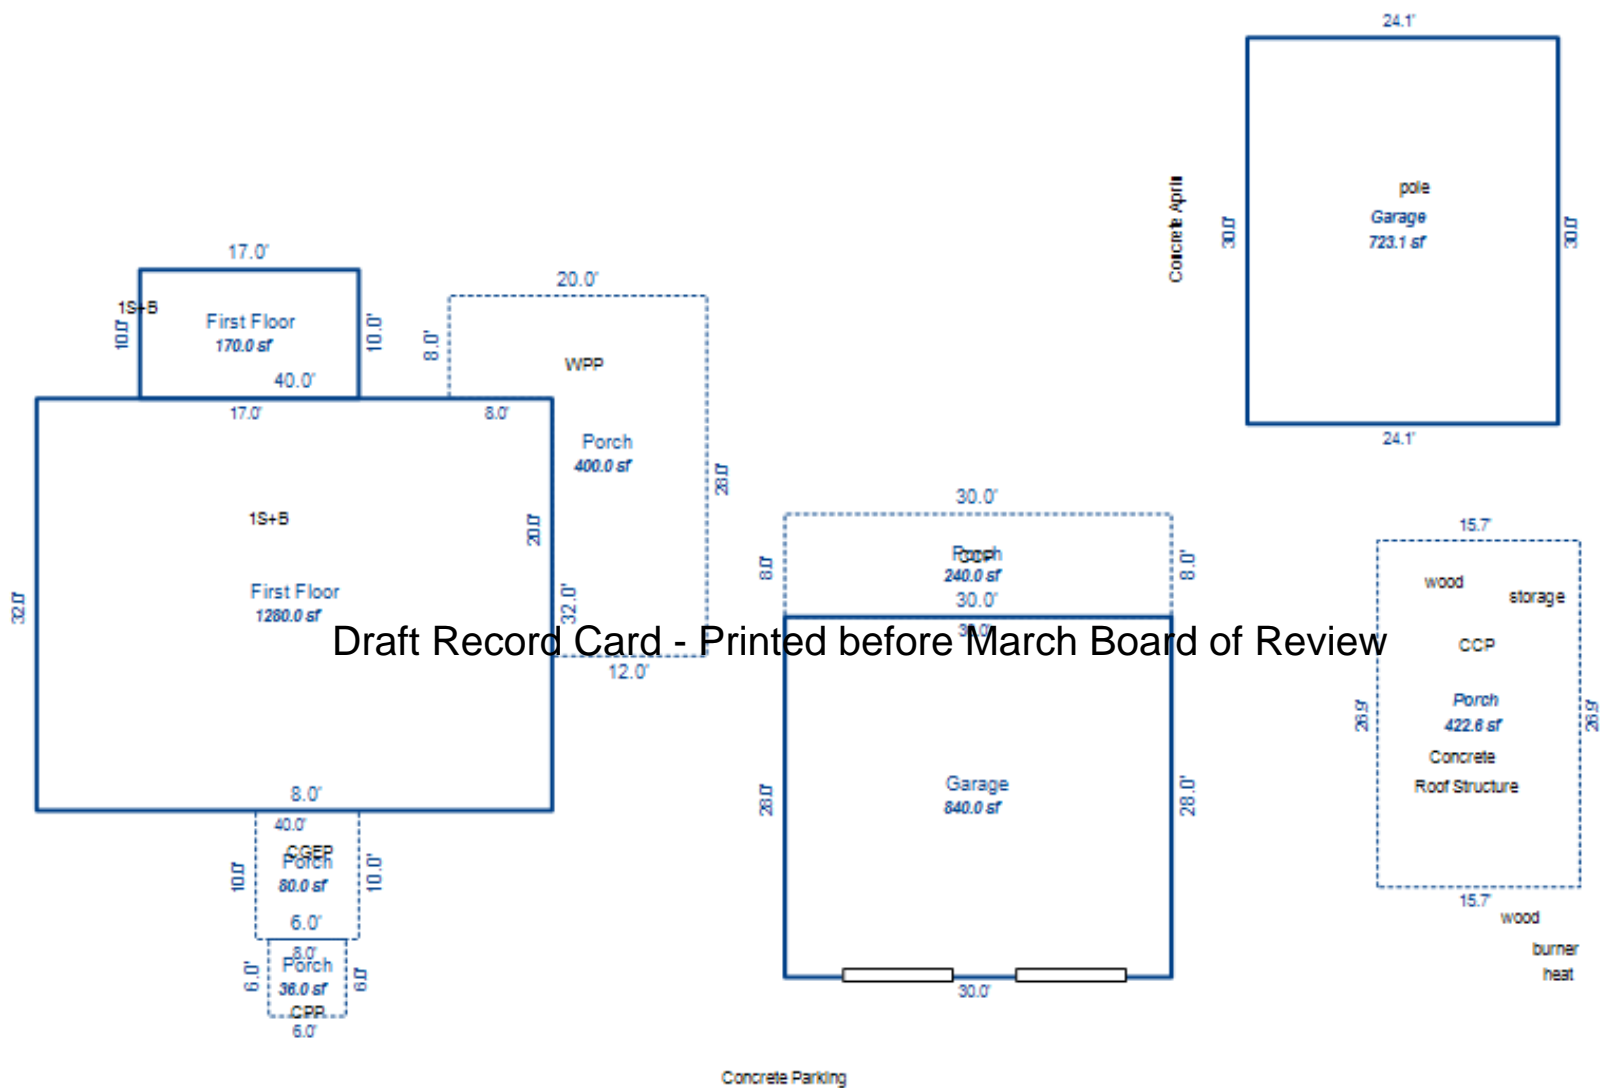 24.1'
Concrete Aprin
30.0'
pole
Garage
723.1 sf
30.0'
24.1'
17.0'
1S+B
10.0'
First Floor
170.0 sf
10.0'
40.0'
17.0'
8.0'
20.0'
8.0'
WPP
Porch
400.0 sf
28.0'
12.0'
1S+B
20.0'
First Floor
1280.0 sf
32.0'
32.0'
Draft Record Card - Printed before March Board of Review
30.0'
8.0'
Porch
CCP
240.0 sf
8.0'
30.0'
30.0'
28.0'
Garage
840.0 sf
28.0'
30.0'
15.7'
wood
storage
CCP
26.9'
Porch
422.6 sf
26.9'
Concrete
Roof Structure
15.7'
wood
burner
heat
8.0'
40.0'
CGEP
Porch
10.0'
80.0 sf
10.0'
6.0'
8.0'
Porch
6.0'
36.0 sf
6.0'
CPP
6.0'
Concrete Parking